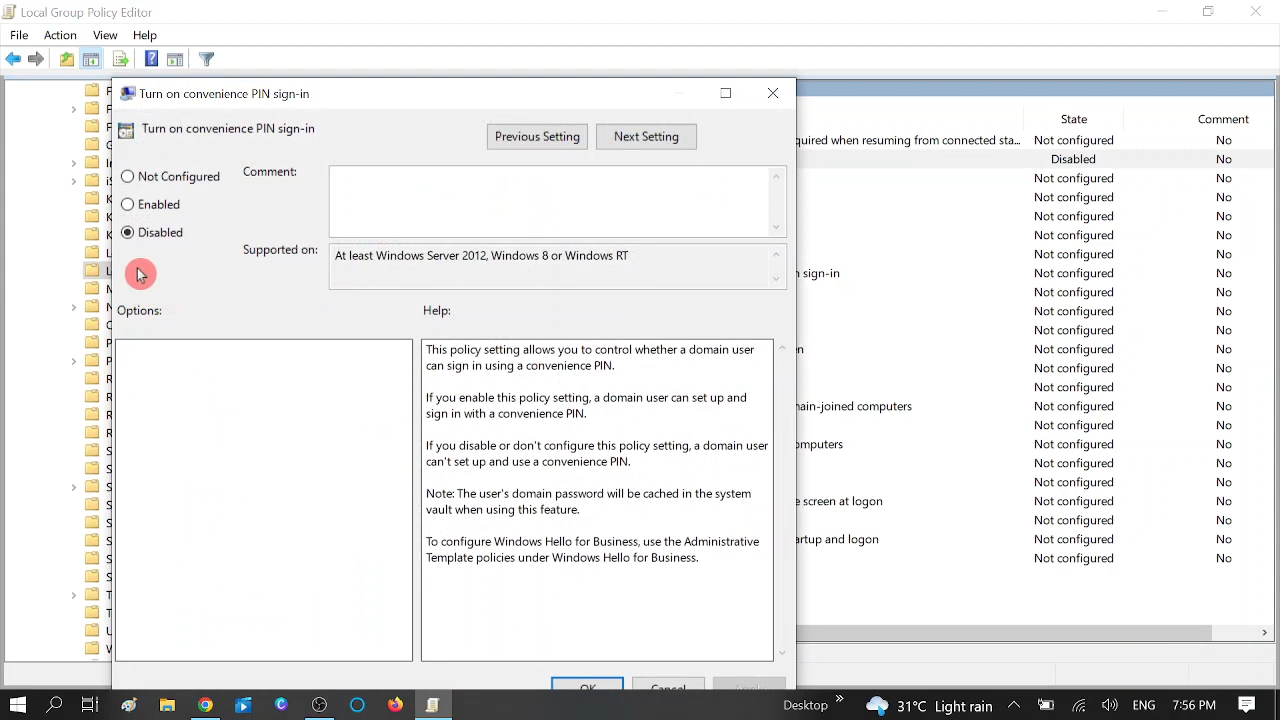 Local Group Policy Editor
File Action View Help
Turn on convenience PIN sign-in
Turn on convenience PIN sign-in
Previous Setting
Next Setting
Not Configured
Enabled
Disabled
Comment:
Supported on:
At least Windows Server 2012, Windows 8 or Windows RT
Options:
Help:
This policy setting allows you to control whether a domain user
can sign in using a convenience PIN.
If you enable this policy setting, a domain user can set up and
sign in with a convenience PIN.
If you disable or don't configure this policy setting, a domain user
can't set up and use a convenience PIN.
Note: The user's domain password will be cached in the system
vault when using this feature.
To configure Windows Hello for Business, use the Administrative
Template policies under Windows Hello for Business.
OK
Cancel
State Comment
quired when resuming from connected sta... Not configured No
Disabled No
Not configured No
Not configured No
Not configured No
Not configured No
Not configured No
n sign-in Not configured No
Not configured No
Not configured No
Not configured No
en Not configured No
Not configured No
Not configured No
main-joined computers Not configured No
Not configured No
omputers Not configured No
Not configured No
Not configured No
e screen at logon Not configured No
Not configured No
artup and logon Not configured No
Not configured No
Desktop
31°C Light rain
ENG
7:56 PM